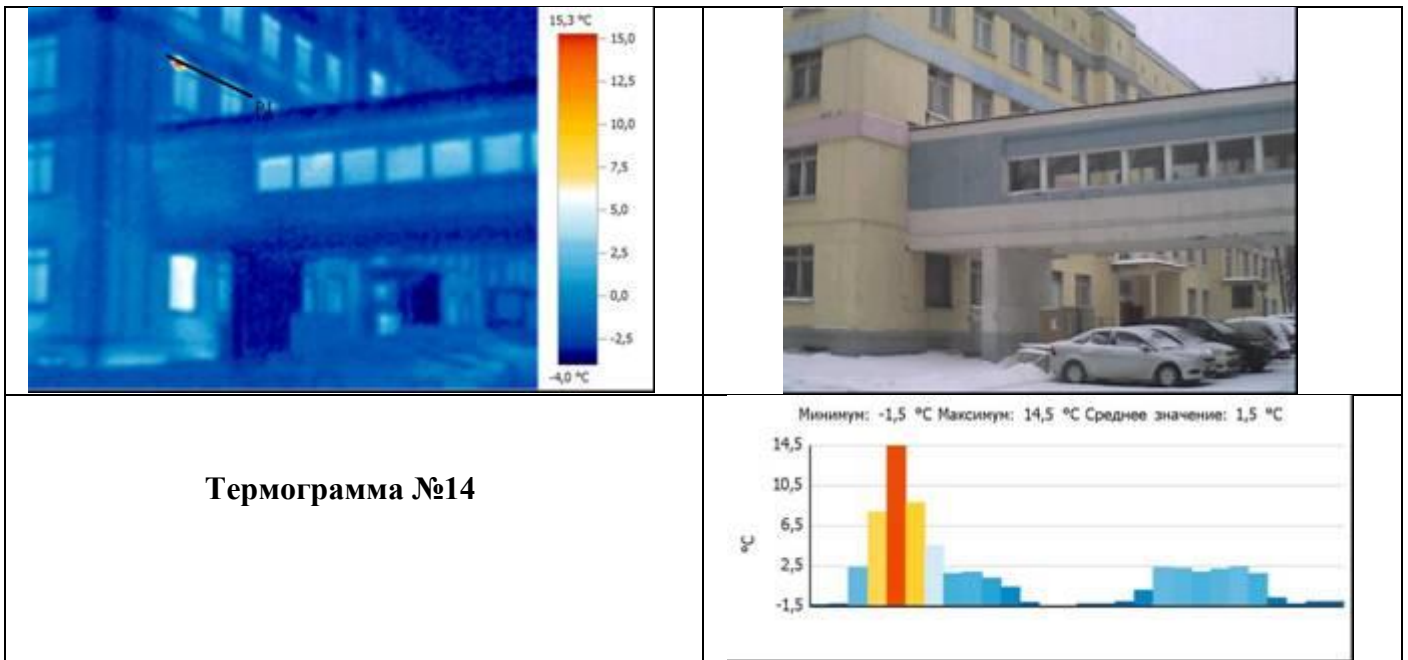 15,3 °C
15,0
12,5
10,0
7,5
5,0
2,5
0,0
-2,5
-4,0 °C
P1
Термограмма №14
Минимум: -1,5 °C Максимум: 14,5 °C Среднее значение: 1,5 °C
14,5
10,5
6,5
2,5
-1,5
°C